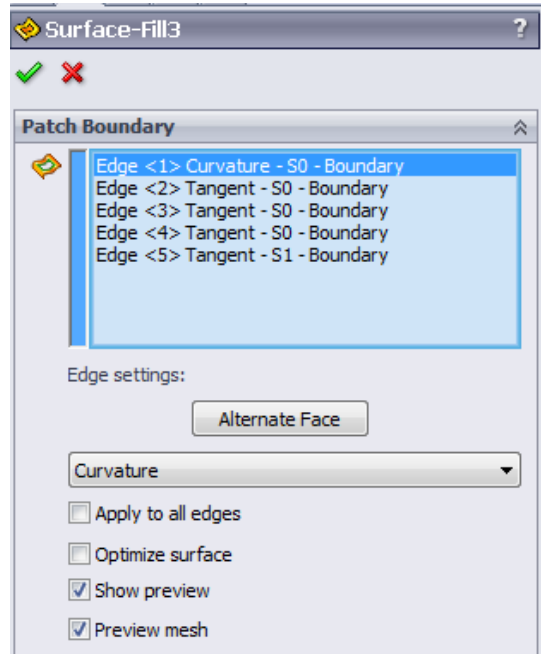 Surface-Fill3 ?
Patch Boundary
Edge <1> Curvature - S0 - Boundary
Edge <2> Tangent - S0 - Boundary
Edge <3> Tangent - S0 - Boundary
Edge <4> Tangent - S0 - Boundary
Edge <5> Tangent - S1 - Boundary
Edge settings:
Alternate Face
Curvature
Apply to all edges
Optimize surface
Show preview
Preview mesh